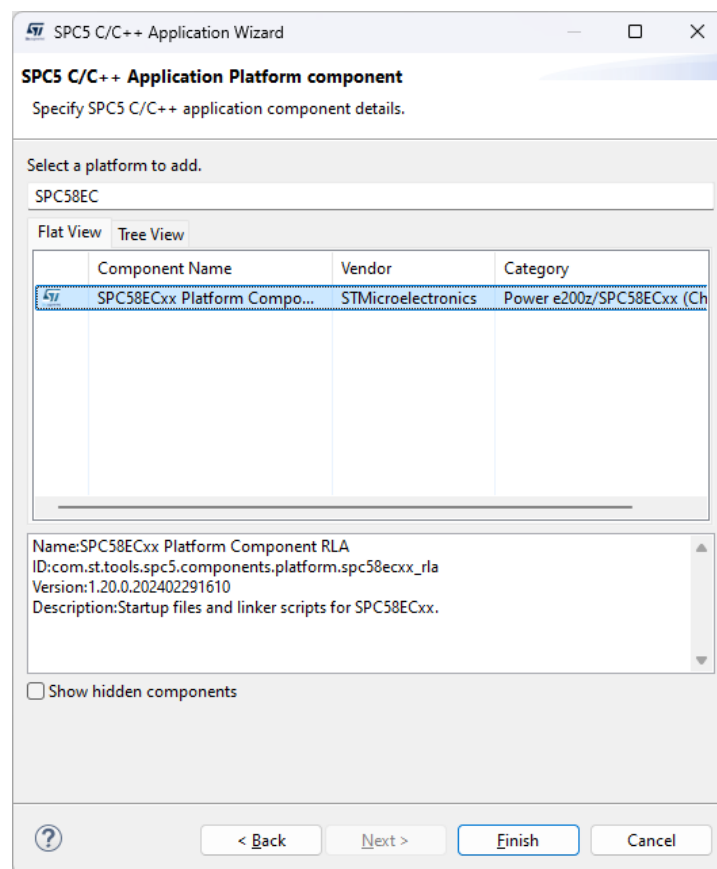 SPC5 C/C++ Application Wizard
SPC5 C/C++ Application Platform component
Specify SPC5 C/C++ application component details.
Select a platform to add.
SPC58EC
Flat View Tree View
Component Name Vendor Category
SPC58ECxx Platform Compo... STMicroelectronics Power e200z/SPC58ECxx (Ch
Name:SPC58ECxx Platform Component RLA
ID:com.st.tools.spc5.components.platform.spc58ecxx_rla
Version:1.20.0.202402291610
Description:Startup files and linker scripts for SPC58ECxx.
Show hidden components
? < Back Next > Finish Cancel